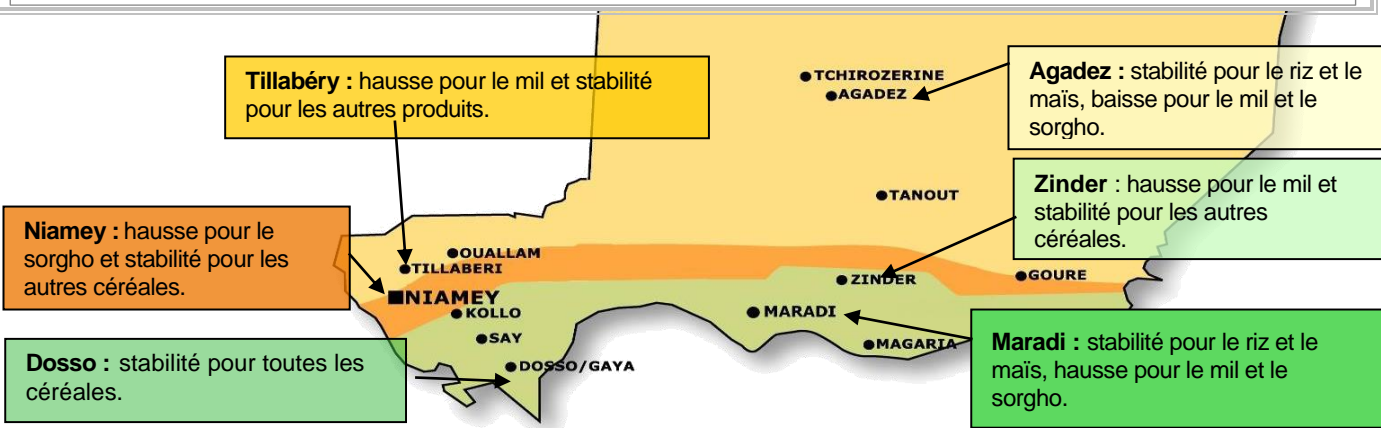 Tillabéry : hausse pour le mil et stabilité
pour les autres produits.
Agadez : stabilité pour le riz et le
maïs, baisse pour le mil et le
sorgho.
Zinder : hausse pour le mil et
stabilité pour les autres
céréales.
Niamey : hausse pour le
sorgho et stabilité pour les
autres céréales.
Dosso : stabilité pour toutes les
céréales.
Maradi : stabilité pour le riz et le
maïs, hausse pour le mil et le
sorgho.
TCHIROZERINE
AGADEZ
TANOUT
OUALLAM
TILLABERI
NIAMEY
KOLLO
SAY
DOSSO/GAYA
ZINDER
GOURE
MARADI
MAGARIA